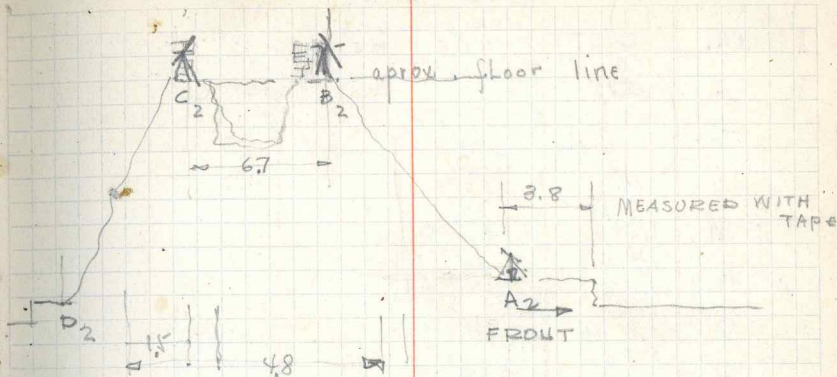 aprox. floor line
C2
B2
6.7
3.8
MEASURED WITH
TAPE
A2
D2
FRONT
1.5
4.8